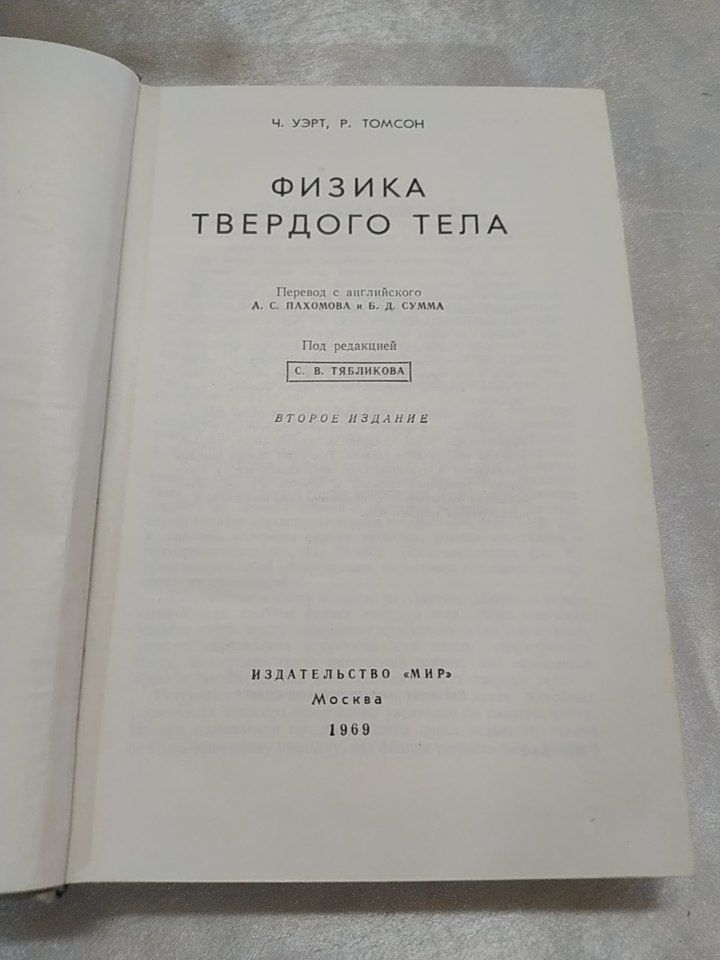 Ч. УЭРТ, Р. ТОМСОН
ФИЗИКА
ТВЕРДОГО ТЕЛА
Перевод с английского
А. С. ПАХОМОВА и Б. Д. СУММА
Под редакцией
С. В. ТЯБЛИКОВА
ВТОРОЕ ИЗДАНИЕ
ИЗДАТЕЛЬСТВО «МИР»
Москва
1969